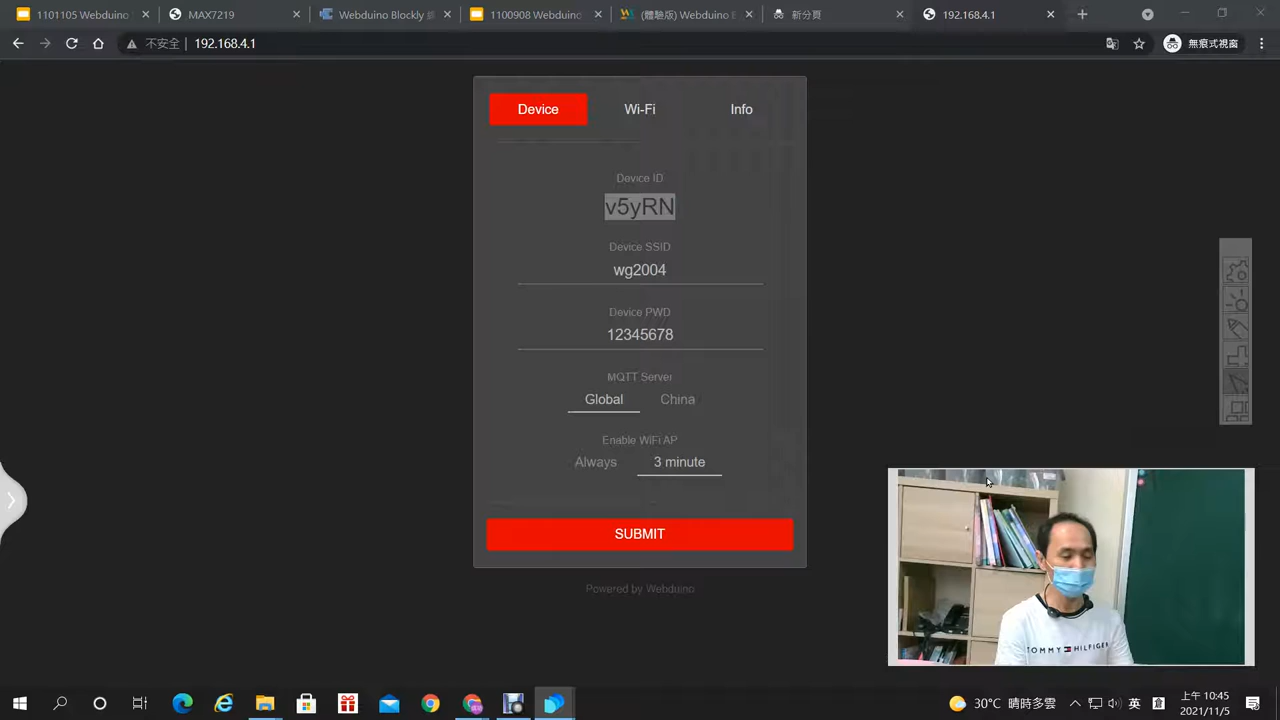 1101105 Webduino
MAX7219
Webduino Blockly
1100908 Webduino
(體驗版) Webduino B
新分頁
192.168.4.1
不安全
192.168.4.1
無痕式視窗
Device
Wi-Fi
Info
Device ID
v5yRN
Device SSID
wg2004
Device PWD
12345678
MQTT Server
Global
China
Enable WiFi AP
Always
3 minute
SUBMIT
Powered by Webduino
TOMMY HILFIGER
30°C 晴時多雲
英
上午 10:45
2021/11/5